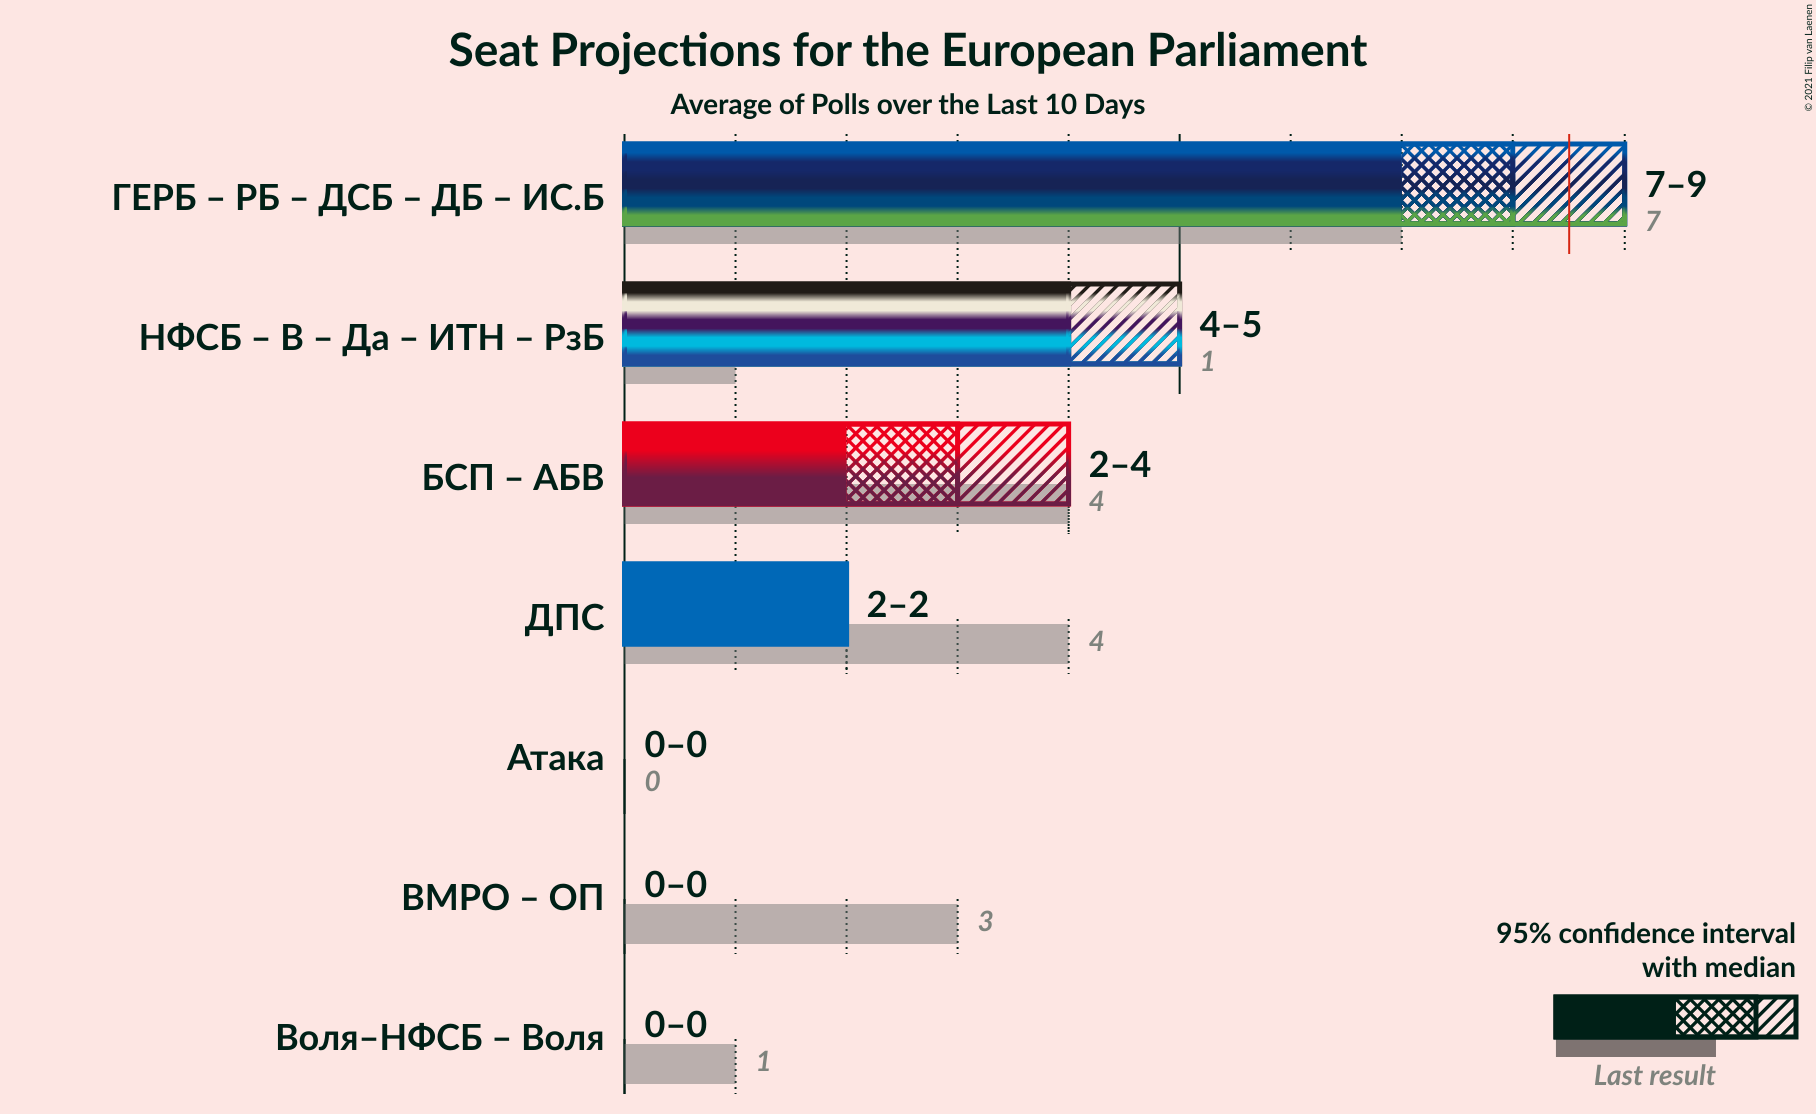 Seat Projections for the European Parliament
Average of Polls over the Last 10 Days
© 2021 Filip van Laenen
ГЕРБ – РБ – ДСБ – ДБ – ИС.Б
7–9
7
НФСБ – В – Да – ИТН – РзБ
4–5
1
БСП – АБВ
2–4
4
ДПС
2–2
4
Атака
0–0
0
ВМРО – ОП
0–0
3
Воля–НФСБ – Воля
0–0
1
95% confidence interval
with median
Last result